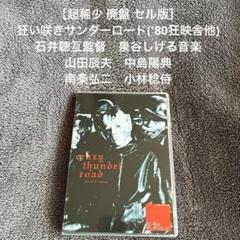 [超稀少 廃盤 セル版]
狂い咲きサンダーロード('80狂映舎他)
石井聰亙監督　泉谷しげる音楽
山田辰夫　中島陽典
南条弘二　小林稔侍
crazy
thunder
road